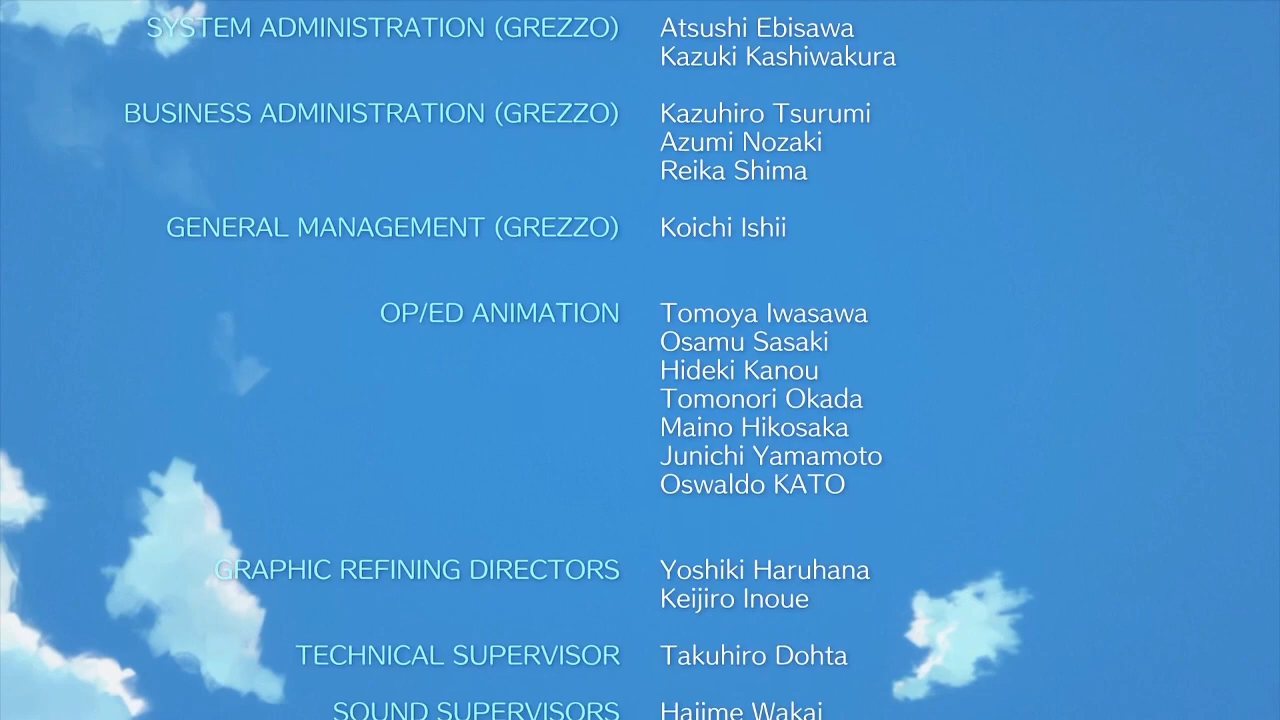 SYSTEM ADMINISTRATION (GREZZO) Atsushi Ebisawa
Kazuki Kashiwakura
BUSINESS ADMINISTRATION (GREZZO) Kazuhiro Tsurumi
Azumi Nozaki
Reika Shima
GENERAL MANAGEMENT (GREZZO) Koichi Ishii
OP/ED ANIMATION Tomoya Iwasawa
Osamu Sasaki
Hideki Kanou
Tomonori Okada
Maino Hikosaka
Junichi Yamamoto
Oswaldo KATO
GRAPHIC REFINING DIRECTORS Yoshiki Haruhana
Keijiro Inoue
TECHNICAL SUPERVISOR Takuhiro Dohta
SOUND SUPERVISORS Hajime Wakai